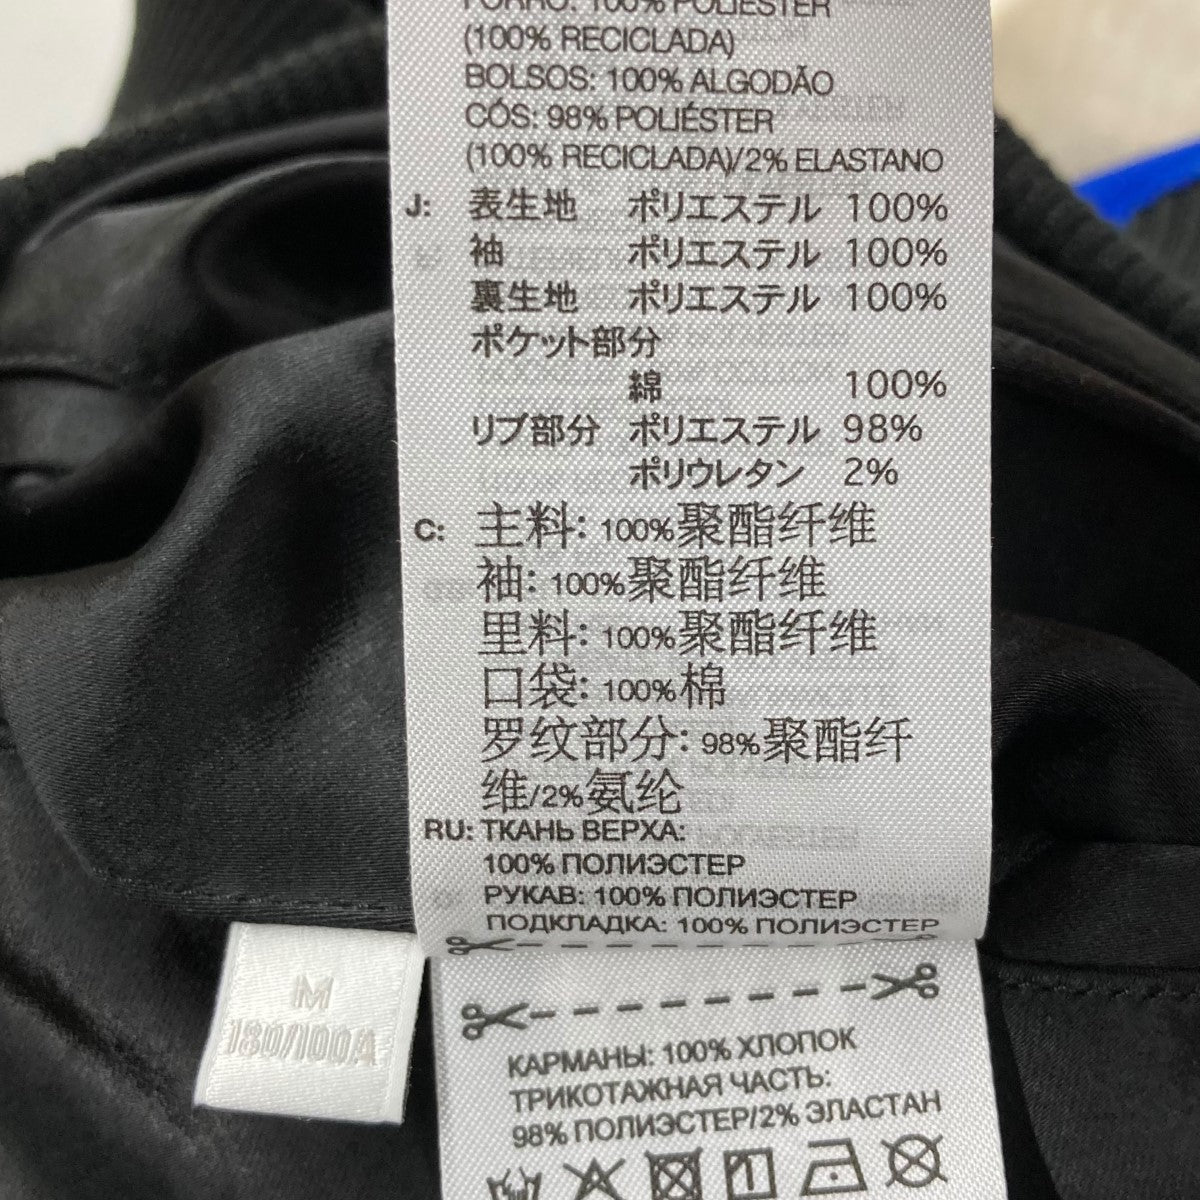 FORRO: 100% POLIÉSTER
(100% RECICLADA)
BOLSOS: 100% ALGODÃO
CÓS: 98% POLIÉSTER
(100% RECICLADA)/2% ELASTANO
J: 表生地 ポリエステル 100%
袖 ポリエステル 100%
裏生地 ポリエステル 100%
ポケット部分
綿 100%
リブ部分 ポリエステル 98%
ポリウレタン 2%
C: 主料: 100%聚酯纤维
袖: 100%聚酯纤维
里料: 100%聚酯纤维
口袋: 100%棉
罗纹部分: 98%聚酯纤
维/2%氨纶
RU: ТКАНЬ ВЕРХА:
100% ПОЛИЭСТЕР
РУКАВ: 100% ПОЛИЭСТЕР
ПОДКЛАДКА: 100% ПОЛИЭСТЕР
M
180/100A
КАРМАНЫ: 100% ХЛОПОК
ТРИКОТАЖНАЯ ЧАСТЬ:
98% ПОЛИЭСТЕР/2% ЭЛАСТАН